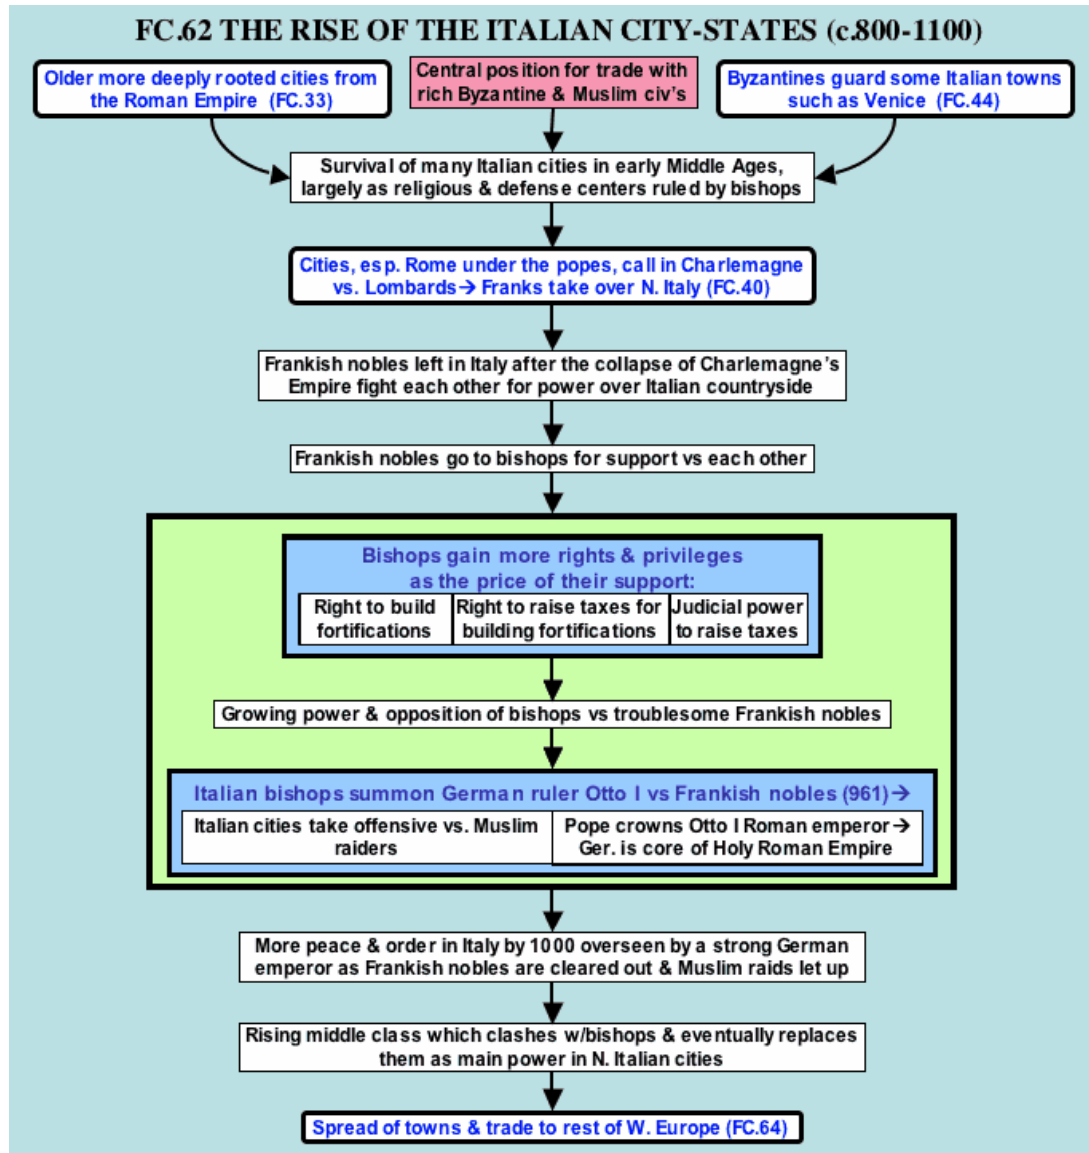 FC.62 THE RISE OF THE ITALIAN CITY-STATES (c.800-1100)
Older more deeply rooted cities from
the Roman Empire (FC.33)
Central position for trade with
rich Byzantine & Muslim civ's
Byzantines guard some Italian towns
such as Venice (FC.44)
Survival of many Italian cities in early Middle Ages,
largely as religious & defense centers ruled by bishops
Cities, esp. Rome under the popes, call in Charlemagne
vs. Lombards→ Franks take over N. Italy (FC.40)
Frankish nobles left in Italy after the collapse of Charlemagne's
Empire fight each other for power over Italian countryside
Frankish nobles go to bishops for support vs each other
Bishops gain more rights & privileges
as the price of their support:
Right to build
fortifications
Right to raise taxes for
building fortifications
Judicial power
to raise taxes
Growing power & opposition of bishops vs troublesome Frankish nobles
Italian bishops summon German ruler Otto I vs Frankish nobles (961)→
Italian cities take offensive vs. Muslim
raiders
Pope crowns Otto I Roman emperor→
Ger. is core of Holy Roman Empire
More peace & order in Italy by 1000 overseen by a strong German
emperor as Frankish nobles are cleared out & Muslim raids let up
Rising middle class which clashes w/bishops & eventually replaces
them as main power in N. Italian cities
Spread of towns & trade to rest of W. Europe (FC.64)